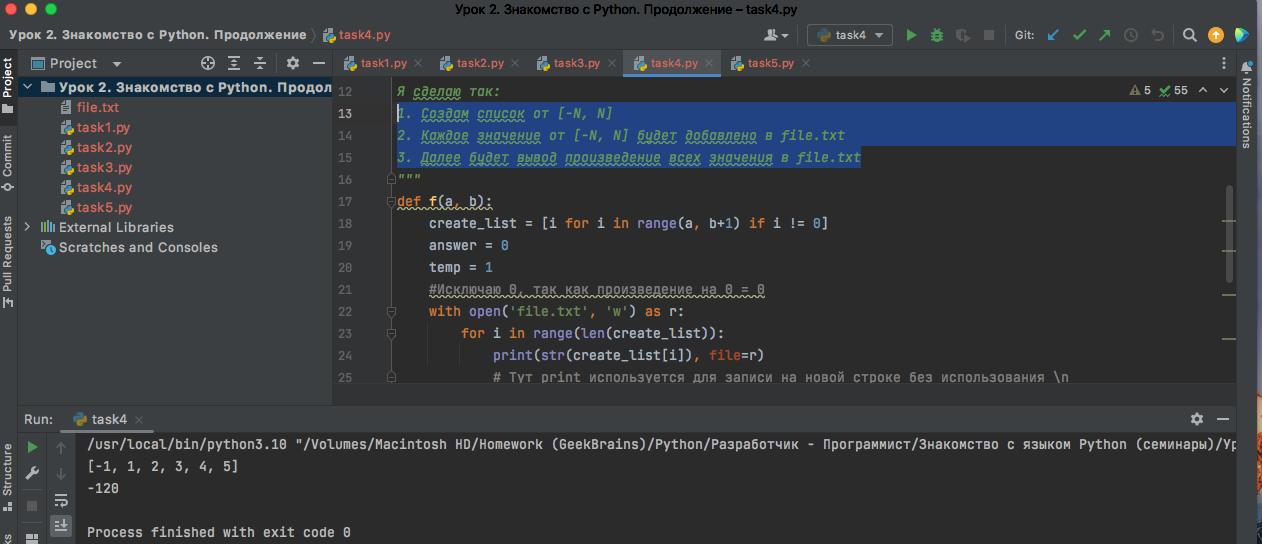 Урок 2. Знакомство с Python. Продолжение – task4.py
Урок 2. Знакомство с Python. Продолжение task4.py
task4
Git:
Project
task1.py task2.py task3.py task4.py task5.py
Урок 2. Знакомство с Python. Продол
file.txt
task1.py
task2.py
task3.py
task4.py
task5.py
External Libraries
Scratches and Consoles
Project
Commit
Pull Requests
Structure
Notifications
5 55
12 Я сделаю так:
13 1. Создам список от [-N, N]
14 2. Каждое значение от [-N, N] будет добавлено в file.txt
15 3. Далее будет вывод произведение всех значения в file.txt
16 """
17 def f(a, b):
18 create_list = [i for i in range(a, b+1) if i != 0]
19 answer = 0
20 temp = 1
21 #Исключаю 0, так как произведение на 0 = 0
22 with open('file.txt', 'w') as r:
23 for i in range(len(create_list)):
24 print(str(create_list[i]), file=r)
25 # Тут print используется для записи на новой строке без использования \n
Run: task4
/usr/local/bin/python3.10 "/Volumes/Macintosh HD/Homework (GeekBrains)/Python/Разработчик - Программист/Знакомство с языком Python (семинары)/Ур
[-1, 1, 2, 3, 4, 5]
-120
Process finished with exit code 0